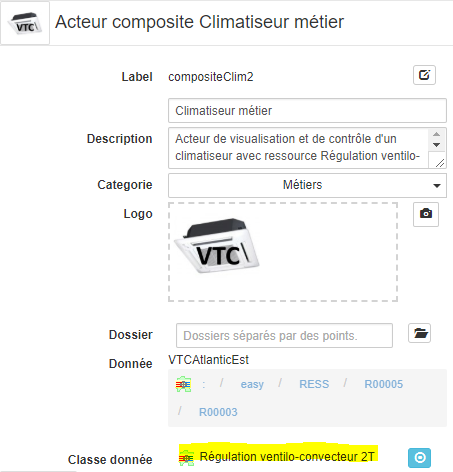 VTC
Acteur composite Climatiseur métier
Label compositeClim2
Climatiseur métier
Description Acteur de visualisation et de contrôle d'un
climatiseur avec ressource Régulation ventilo-
Categorie Métiers
Logo
VTC
Dossier Dossiers séparés par des points.
Donnée VTCAtlanticEst
: / easy / RESS / R00005
/ R00003
Classe donnée Régulation ventilo-convecteur 2T